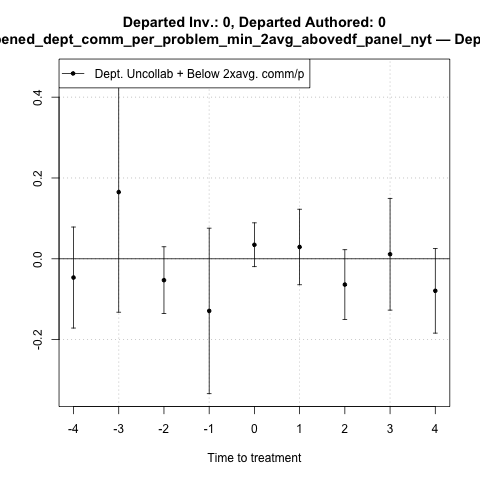 Departed Inv.: 0, Departed Authored: 0
ened_dept_comm_per_problem_min_2avg_abovedf_panel_nyt — Dep
Dept. Uncollab + Below 2xavg. comm/p
0.4
0.2
0.0
-0.2
-4 -3 -2 -1 0 1 2 3 4
Time to treatment